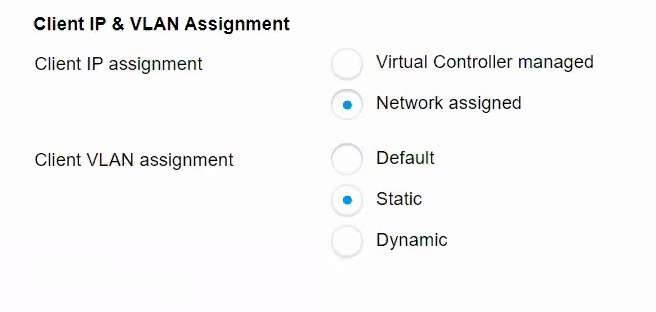 Client IP & VLAN Assignment
Client IP assignment
Virtual Controller managed
Network assigned
Client VLAN assignment
Default
Static
Dynamic